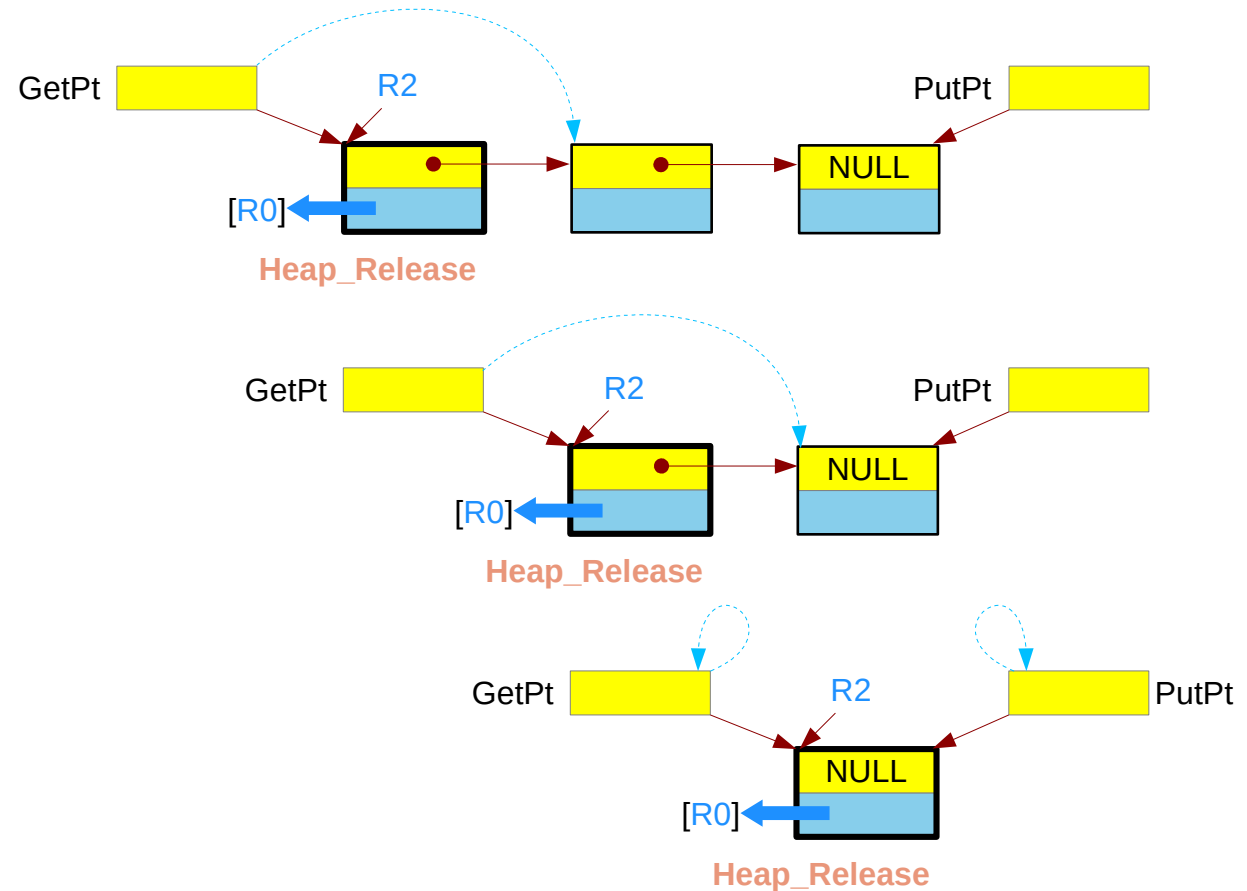 GetPt
R2
PutPt
NULL
[R0]
Heap_Release
GetPt
R2
PutPt
NULL
[R0]
Heap_Release
GetPt
R2
PutPt
NULL
[R0]
Heap_Release